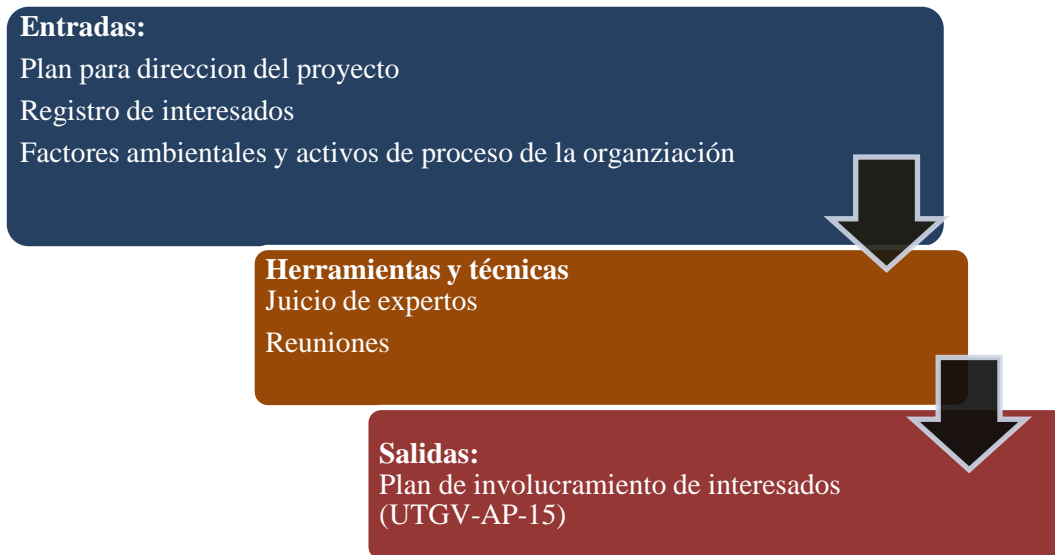 Entradas:
Plan para direccion del proyecto
Registro de interesados
Factores ambientales y activos de proceso de la organziación
Herramientas y técnicas
Juicio de expertos
Reuniones
Salidas:
Plan de involucramiento de interesados
(UTGV-AP-15)